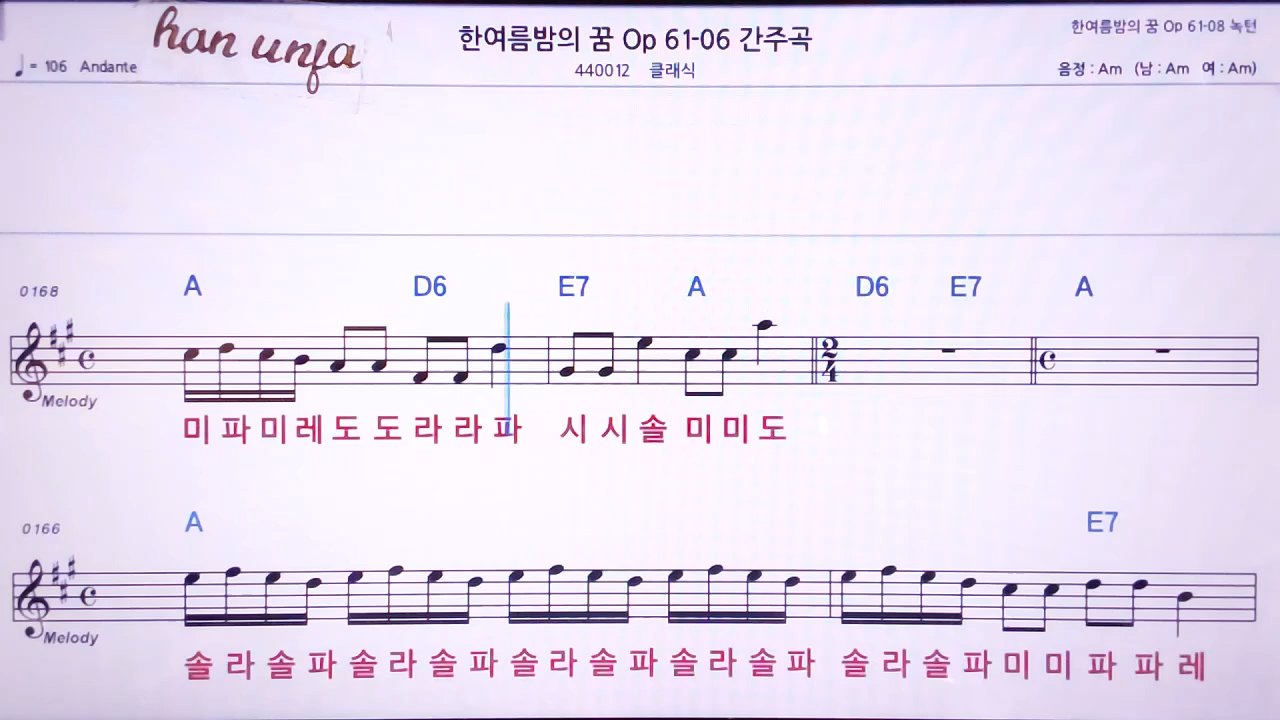 han unfa
한여름밤의 꿈 Op 61-06 간주곡
한여름밤의 꿈 Op 61-08 녹턴
♩= 106 Andante
440012 클래식
음정 : Am (남 : Am 여 : Am)
0168 A D6 E7 A D6 E7 A
2 4
Melody
미 파 미 레 도 도 라 라 파 시 시 솔 미 미 도
0166 A E7
Melody
솔 라 솔 파 솔 라 솔 파 솔 라 솔 파 솔 라 솔 파 솔 라 솔 파 미 미 파 파 레